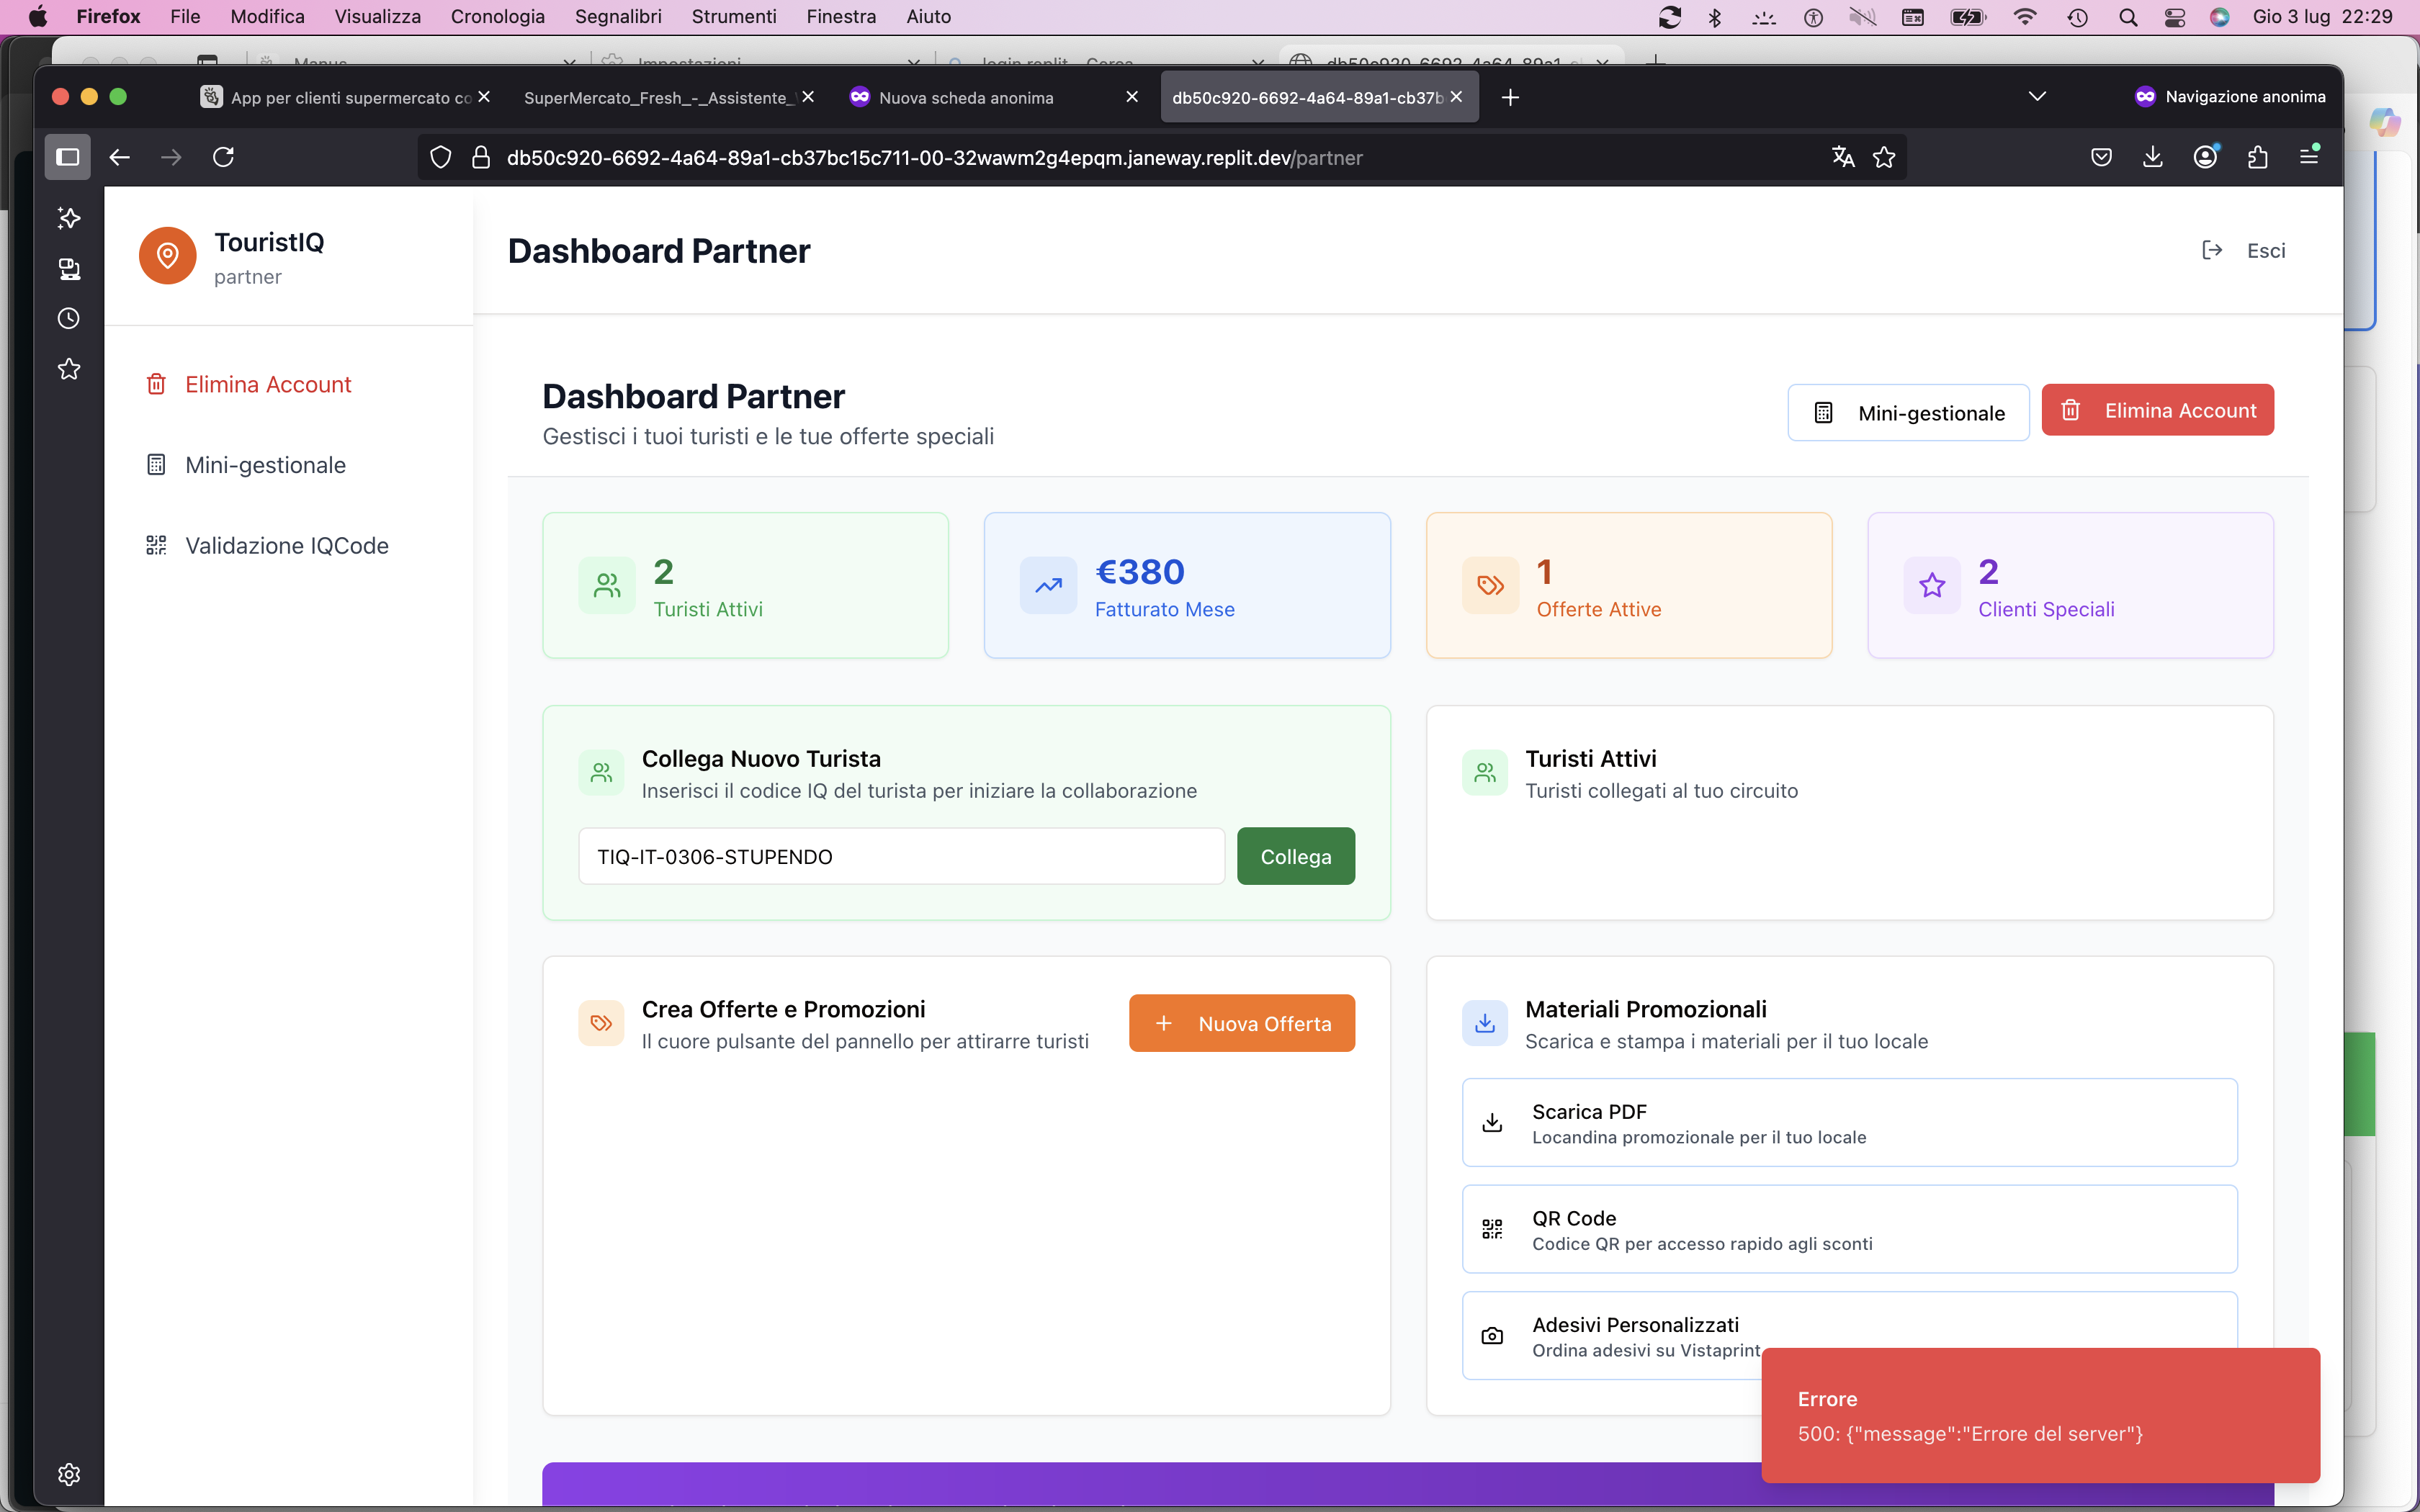 Firefox File Modifica Visualizza Cronologia Segnalibri Strumenti Finestra Aiuto Gio 3 lug 22:29
App per clienti supermercato co SuperMercato_Fresh_-_Assistente_ Nuova scheda anonima db50c920-6692-4a64-89a1-cb37b Navigazione anonima
db50c920-6692-4a64-89a1-cb37bc15c711-00-32wawm2g4epqm.janeway.replit.dev/partner
TouristIQ
partner
Dashboard Partner
Esci
Elimina Account
Mini-gestionale
Validazione IQCode
Dashboard Partner
Gestisci i tuoi turisti e le tue offerte speciali
Mini-gestionale
Elimina Account
2
Turisti Attivi
€380
Fatturato Mese
1
Offerte Attive
2
Clienti Speciali
Collega Nuovo Turista
Inserisci il codice IQ del turista per iniziare la collaborazione
TIQ-IT-0306-STUPENDO
Collega
Turisti Attivi
Turisti collegati al tuo circuito
Crea Offerte e Promozioni
Il cuore pulsante del pannello per attirarre turisti
Nuova Offerta
Materiali Promozionali
Scarica e stampa i materiali per il tuo locale
Scarica PDF
Locandina promozionale per il tuo locale
QR Code
Codice QR per accesso rapido agli sconti
Adesivi Personalizzati
Ordina adesivi su Vistaprint
Errore
500: {"message":"Errore del server"}